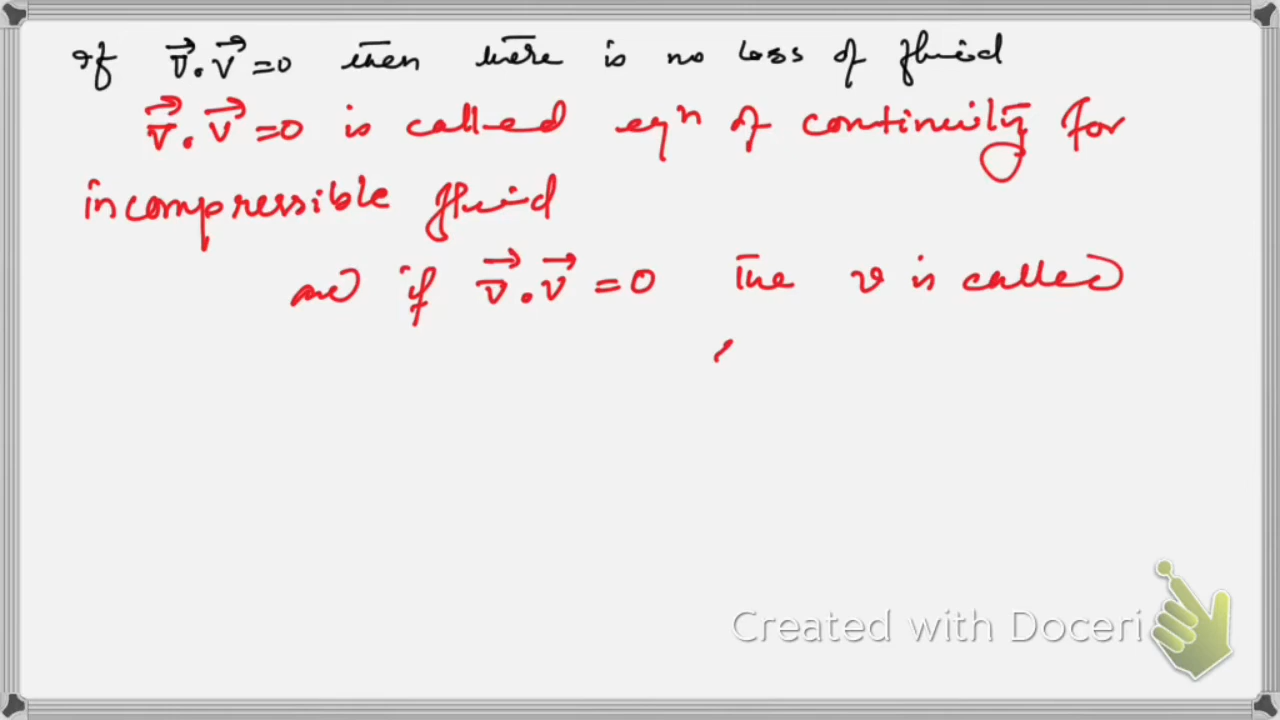 If ∇⃗.V⃗=0 then there is no loss of fluid
∇⃗.V⃗=0 is called eqⁿ of continuity for
incompressible fluid
and if ∇⃗.V⃗=0 the v is called
Created with Doceri